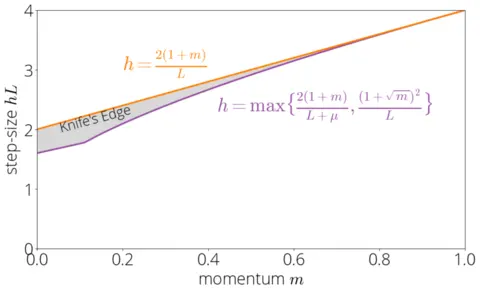 4
3
2
1
0
0.0 0.2 0.4 0.6 0.8 1.0
step-size hL
momentum m
h = 2(1+m)/L
Knife's Edge
h = max{2(1+m)/(L+μ), (1+√m)²/L}